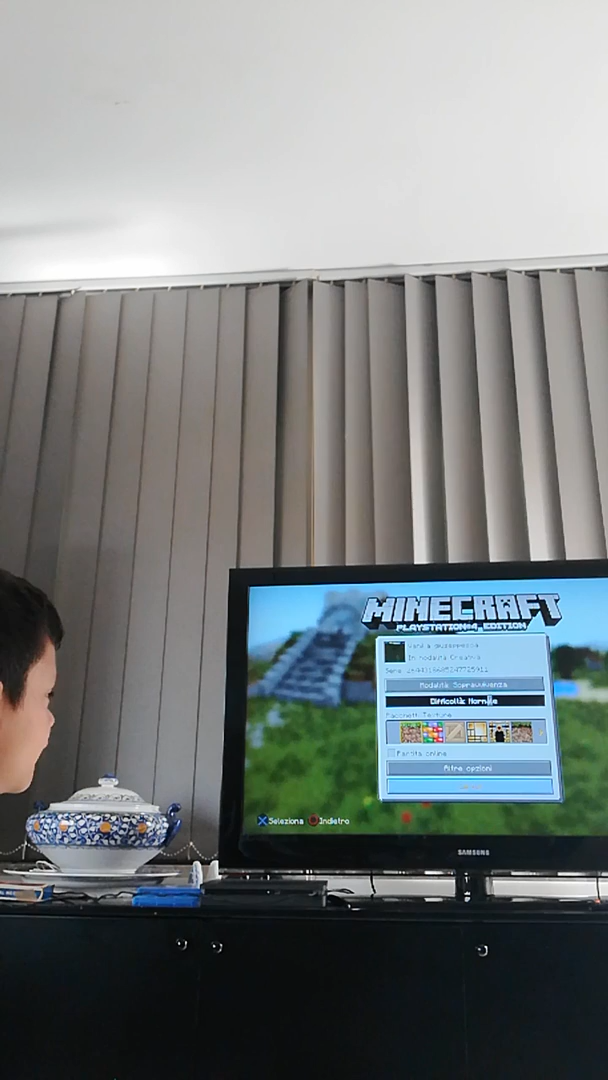 MINECRAFT
PLAYSTATION®4 EDITION
In modalità Creativa
Seme:
Modalità: Sopravvivenza
Difficoltà: Normale
Pacchetti Texture
Partita online
Altre opzioni
Seleziona Indietro
SAMSUNG